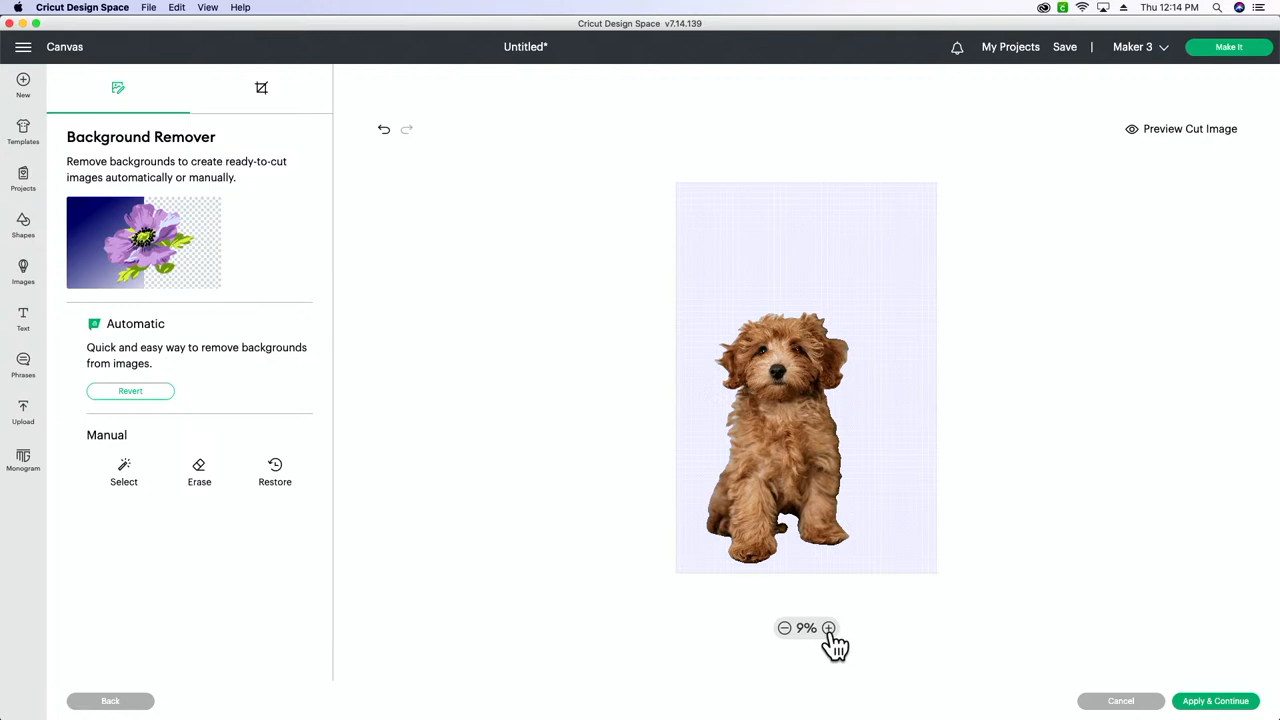 Cricut Design Space File Edit View Help Thu 12:14 PM
Cricut Design Space v7.14.139
Canvas Untitled* My Projects Save | Maker 3 Make It
New
Templates
Projects
Shapes
Images
Text
Phrases
Upload
Monogram
Background Remover
Remove backgrounds to create ready-to-cut
images automatically or manually.
Automatic
Quick and easy way to remove backgrounds
from images.
Revert
Manual
Select Erase Restore
Preview Cut Image
9%
Back Cancel Apply & Continue